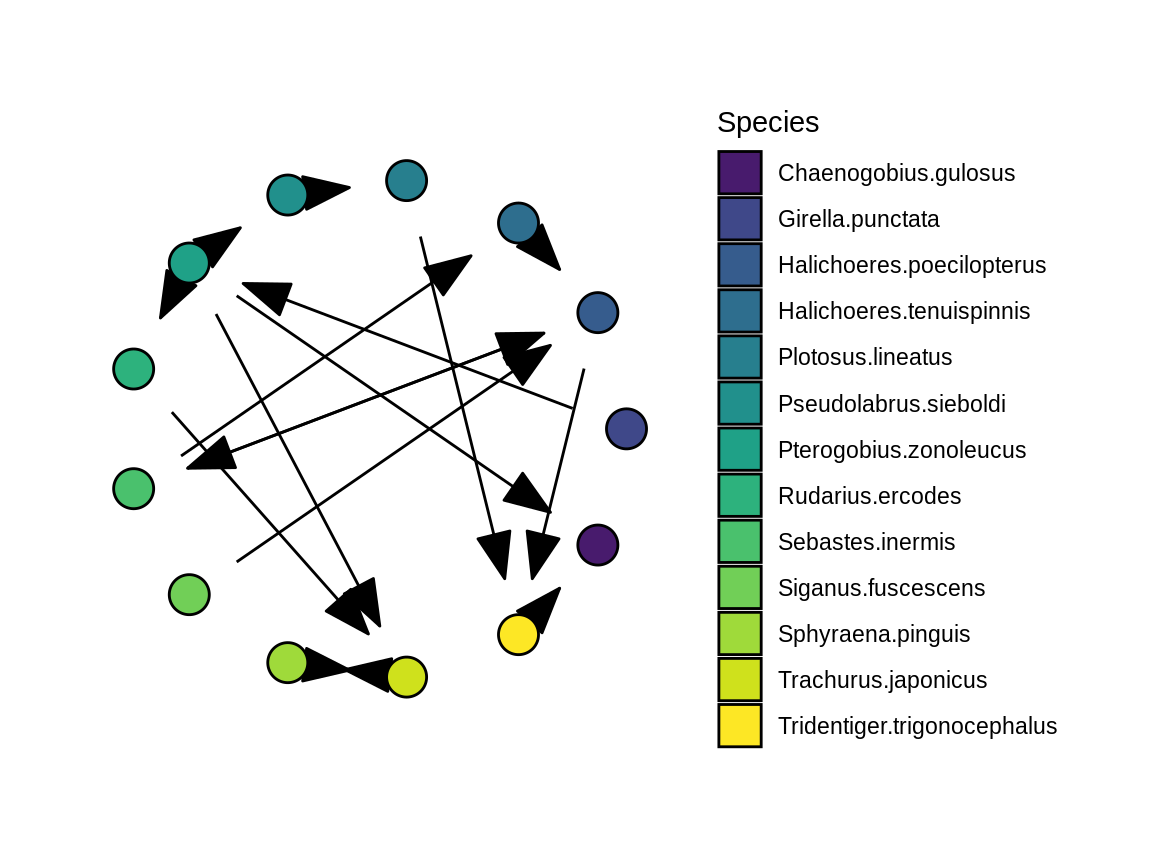 Species
Chaenogobius.gulosus
Girella.punctata
Halichoeres.poecilopterus
Halichoeres.tenuispinnis
Plotosus.lineatus
Pseudolabrus.sieboldi
Pterogobius.zonoleucus
Rudarius.ercodes
Sebastes.inermis
Siganus.fuscescens
Sphyraena.pinguis
Trachurus.japonicus
Tridentiger.trigonocephalus